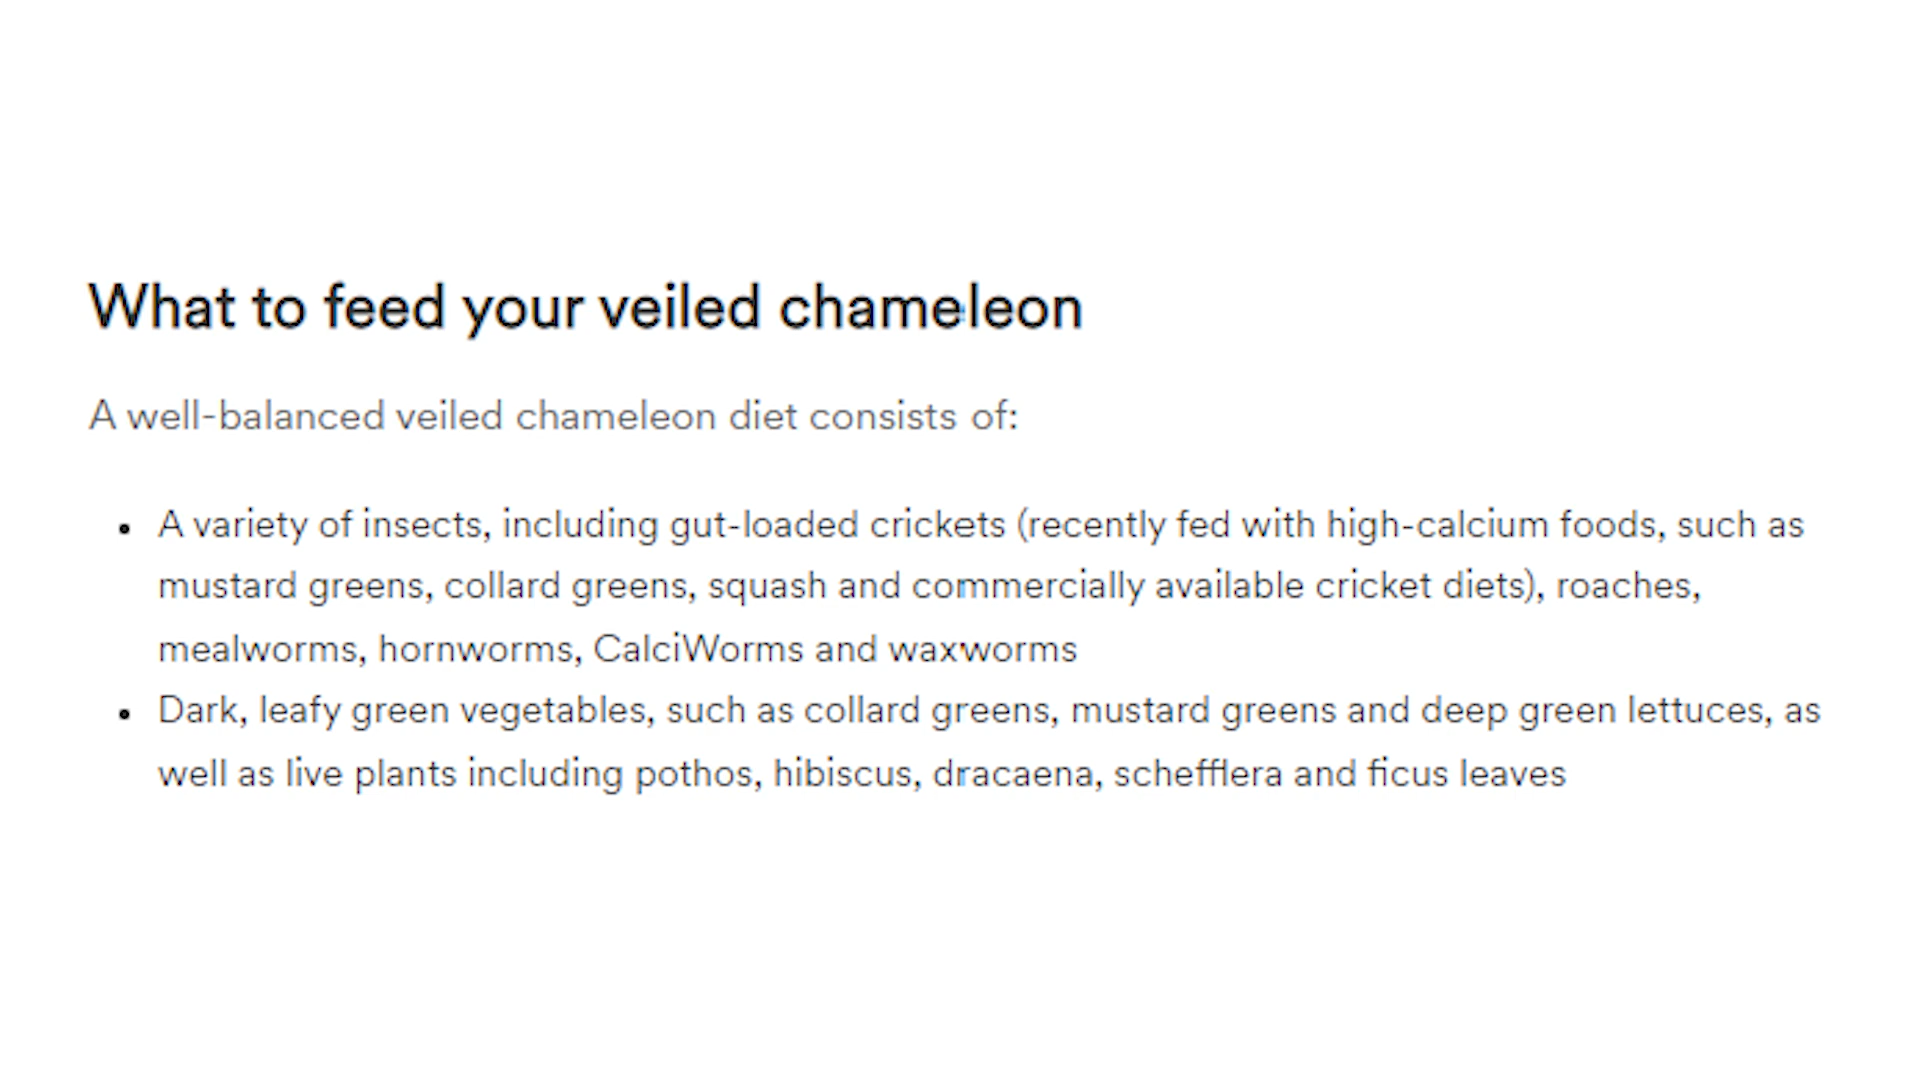 What to feed your veiled chameleon
A well-balanced veiled chameleon diet consists of:
• A variety of insects, including gut-loaded crickets (recently fed with high-calcium foods, such as
mustard greens, collard greens, squash and commercially available cricket diets), roaches,
mealworms, hornworms, CalciWorms and waxworms
• Dark, leafy green vegetables, such as collard greens, mustard greens and deep green lettuces, as
well as live plants including pothos, hibiscus, dracaena, schefflera and ficus leaves